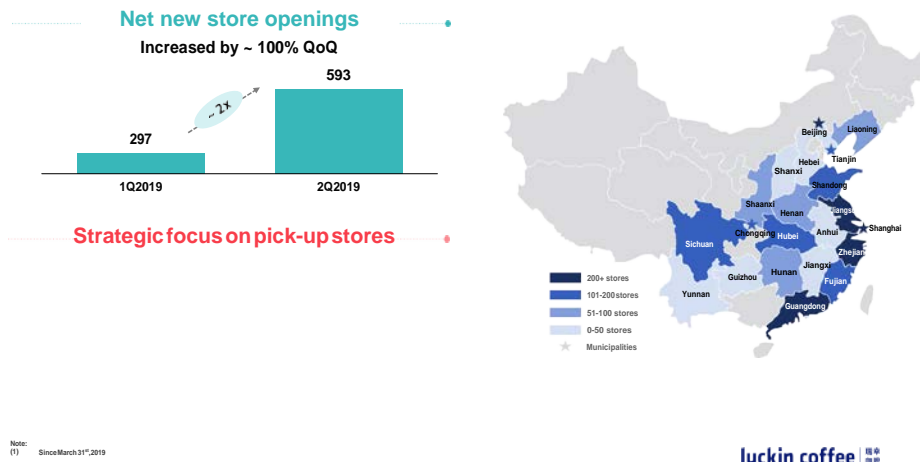 Net new store openings
Increased by ~ 100% QoQ
593
~ 2x
297
1Q2019
2Q2019
Strategic focus on pick-up stores
Beijing
Liaoning
Hebei
Tianjin
Shanxi
Shandong
Shaanxi
Henan
Jiangs
Shanghai
Chongqing
Anhui
Hubei
Sichuan
Zhejian
Jiangxi
Hunan
Guizhou
Fujian
Yunnan
Guangdong
200+ stores
101-200 stores
51-100 stores
0-50 stores
Municipalities
Note:
(1) Since March 31st, 2019
luckin coffee